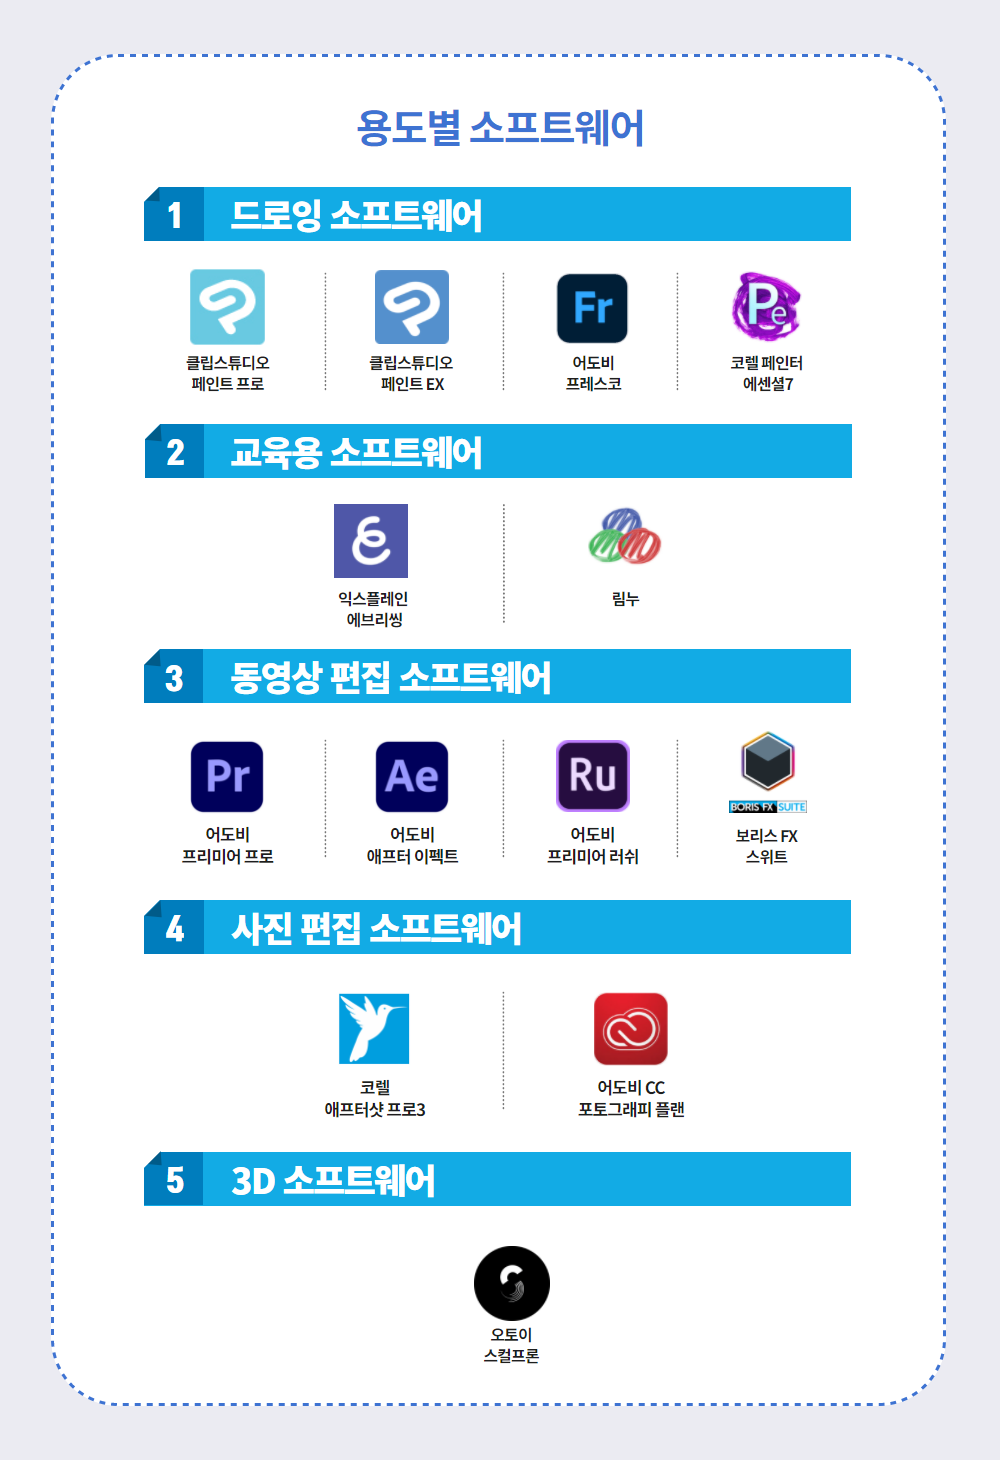 용도별 소프트웨어
1 드로잉 소프트웨어
Fr
Pe
클립스튜디오
페인트 프로
클립스튜디오
페인트 EX
어도비
프레스코
코렐 페인터
에센셜7
2 교육용 소프트웨어
익스플레인
에브리씽
림누
3 동영상 편집 소프트웨어
Pr
Ae
Ru
BORIS FX SUITE
어도비
프리미어 프로
어도비
애프터 이펙트
어도비
프리미어 러쉬
보리스 FX
스위트
4 사진 편집 소프트웨어
코렐
애프터샷 프로3
어도비 CC
포토그래피 플랜
5 3D 소프트웨어
오토이
스컬프론